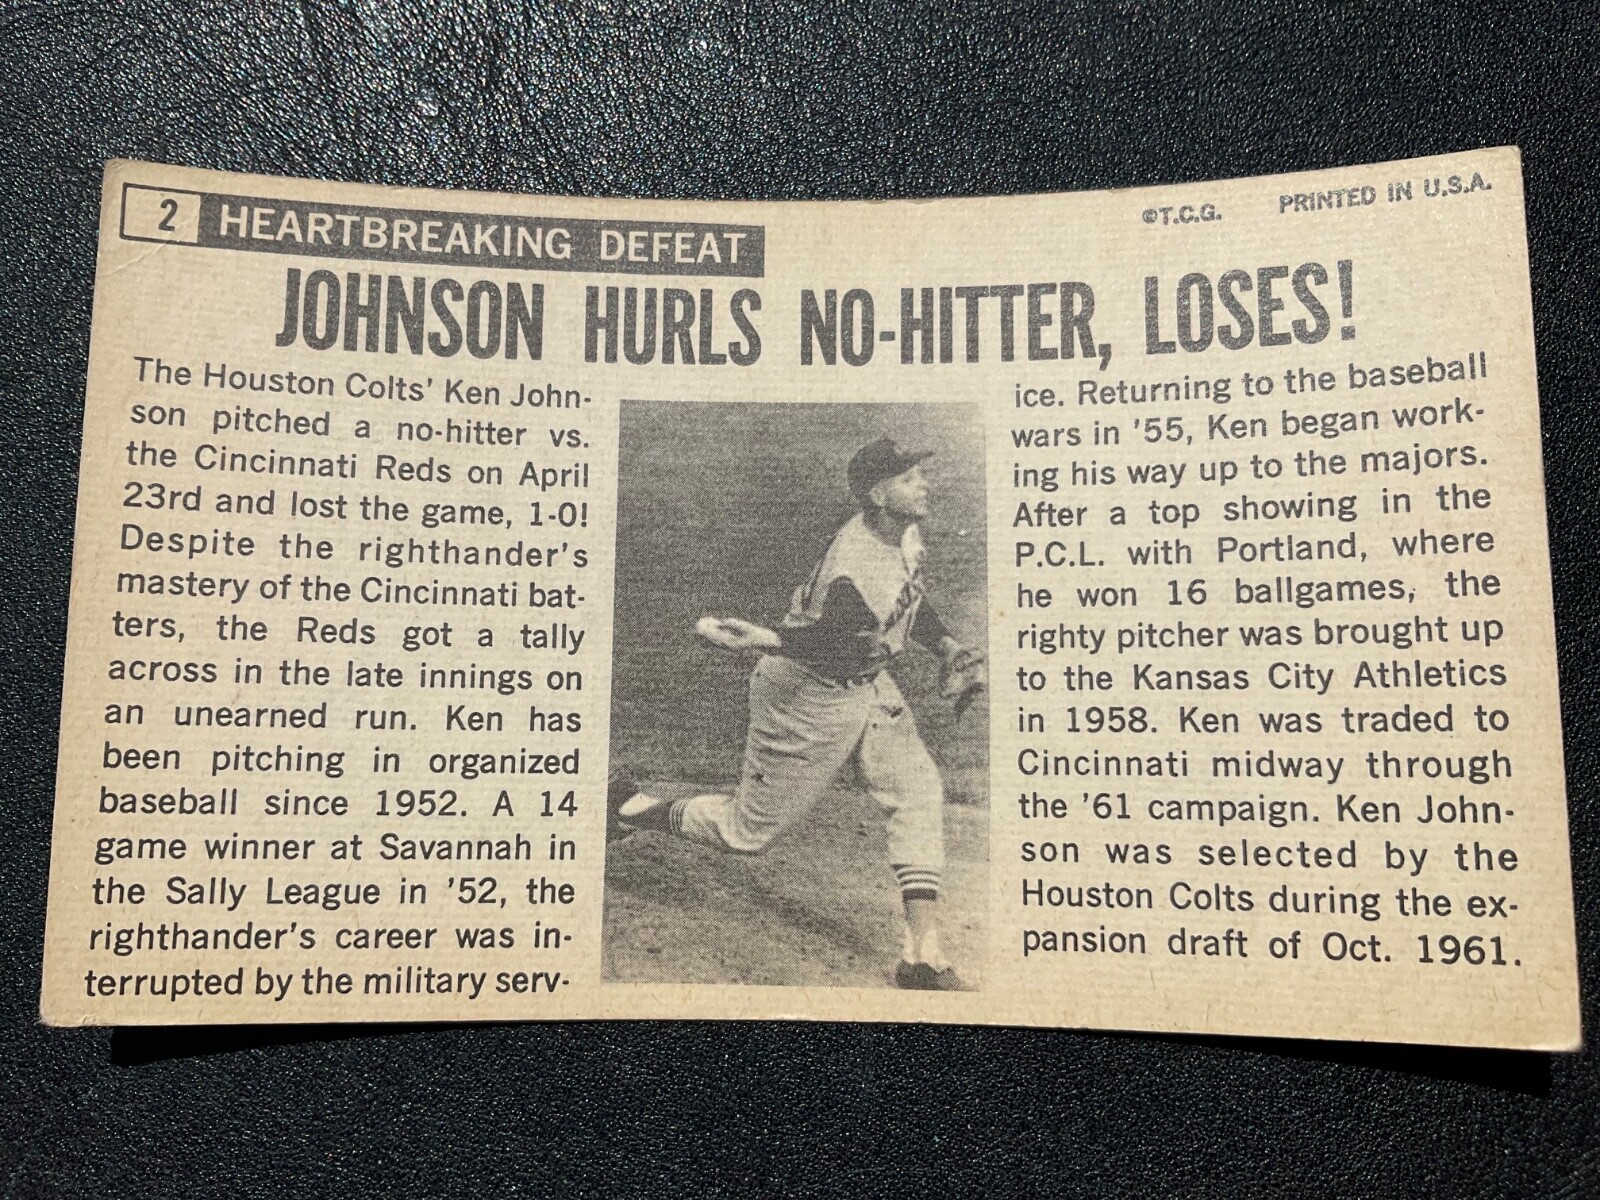 2 HEARTBREAKING DEFEAT
©T.C.G. PRINTED IN U.S.A.
JOHNSON HURLS NO-HITTER, LOSES!
The Houston Colts' Ken John-
son pitched a no-hitter vs.
the Cincinnati Reds on April
23rd and lost the game, 1-0!
Despite the righthander's
mastery of the Cincinnati bat-
ters, the Reds got a tally
across in the late innings on
an unearned run. Ken has
been pitching in organized
baseball since 1952. A 14
game winner at Savannah in
the Sally League in '52, the
righthander's career was in-
terrupted by the military serv-
ice. Returning to the baseball
wars in '55, Ken began work-
ing his way up to the majors.
After a top showing in the
P.C.L. with Portland, where
he won 16 ballgames, the
righty pitcher was brought up
to the Kansas City Athletics
in 1958. Ken was traded to
Cincinnati midway through
the '61 campaign. Ken John-
son was selected by the
Houston Colts during the ex-
pansion draft of Oct. 1961.